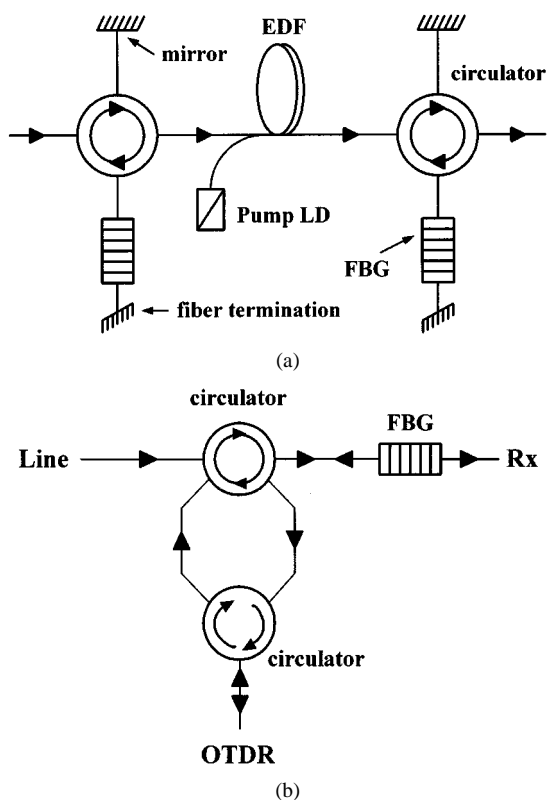 EDF
mirror
circulator
Pump LD
FBG
fiber termination
(a)
circulator
FBG
Line
Rx
circulator
OTDR
(b)